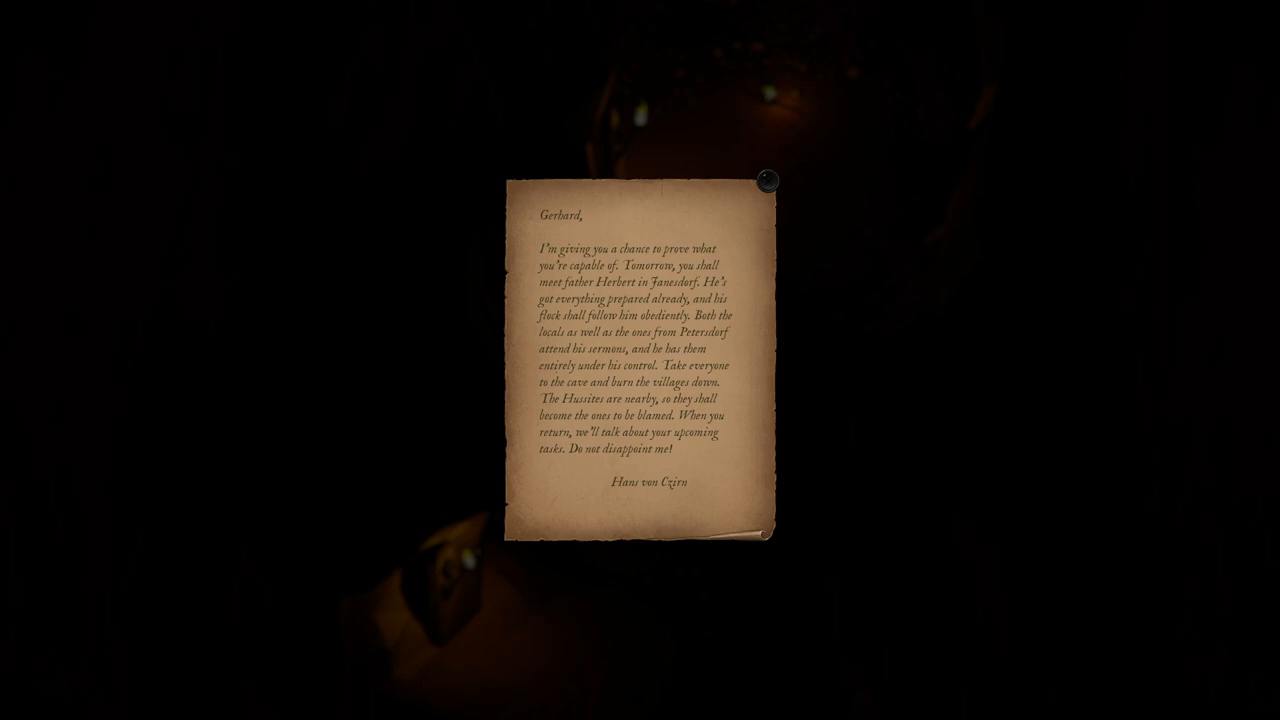 Gerhard,
I'm giving you a chance to prove what
you're capable of. Tomorrow, you shall
meet father Herbert in Janesdorf. He's
got everything prepared already, and his
flock shall follow him obediently. Both the
locals as well as the ones from Petersdorf
attend his sermons, and he has them
entirely under his control. Take everyone
to the cave and burn the villages down.
The Hussites are nearby, so they shall
become the ones to be blamed. When you
return, we'll talk about your upcoming
tasks. Do not disappoint me!
Hans von Czirn